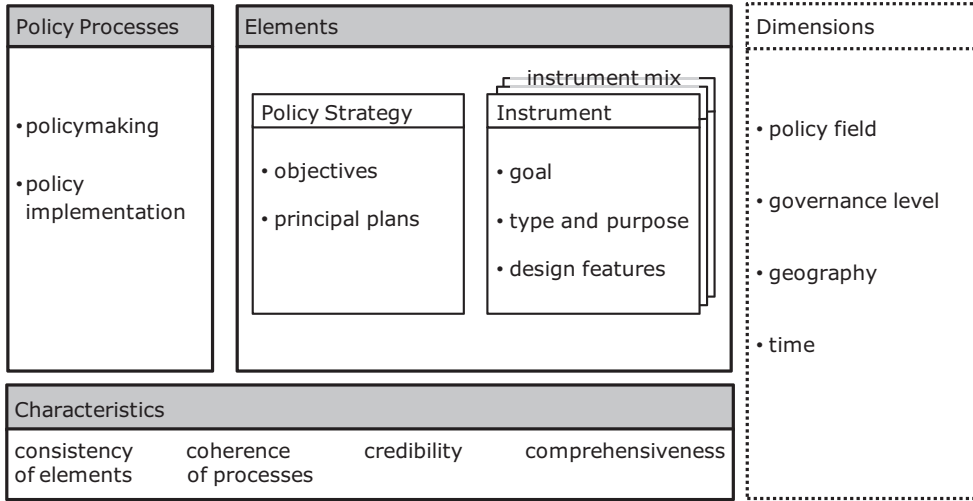 Policy Processes
• policymaking
• policy
implementation
Elements
Policy Strategy
• objectives
• principal plans
instrument mix
Instrument
• goal
• type and purpose
• design features
Dimensions
• policy field
• governance level
• geography
• time
Characteristics
consistency
of elements
coherence
of processes
credibility
comprehensiveness